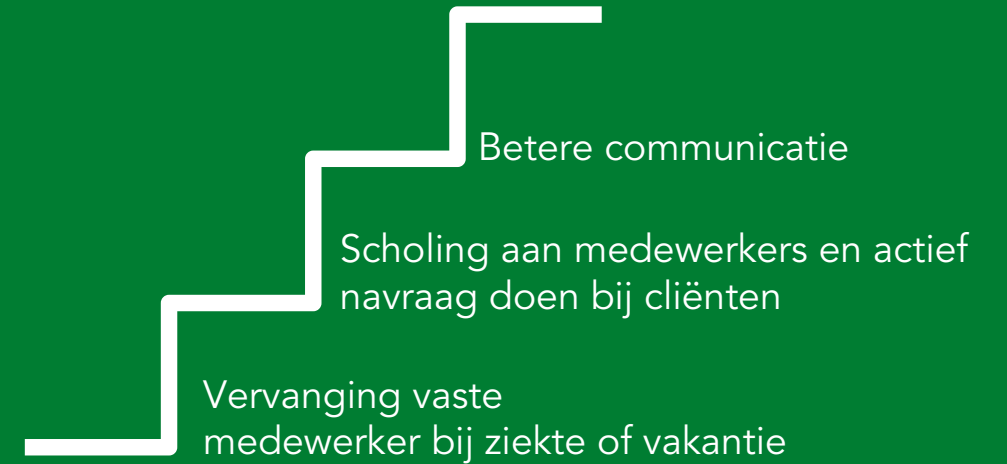 Betere communicatie
Scholing aan medewerkers en actief
navraag doen bij cliënten
Vervanging vaste
medewerker bij ziekte of vakantie